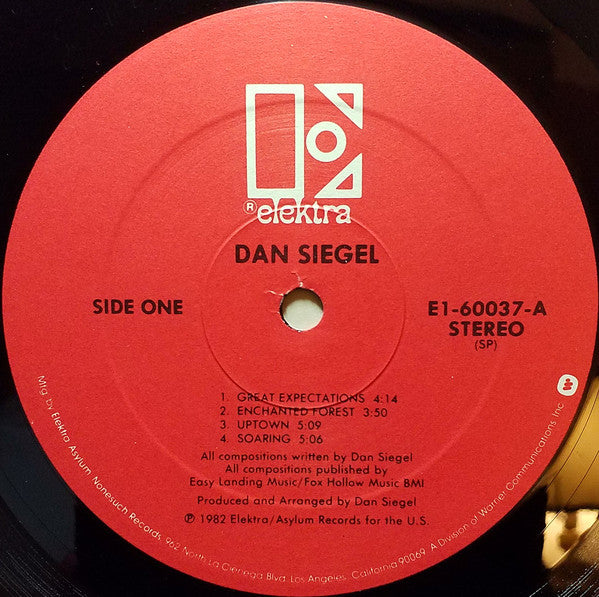 ® elektra
DAN SIEGEL
SIDE ONE
E1-60037-A
STEREO
(SP)
1. GREAT EXPECTATIONS 4:14
2. ENCHANTED FOREST 3:50
3. UPTOWN 5:09
4. SOARING 5:06
All compositions written by Dan Siegel
All compositions published by
Easy Landing Music/Fox Hollow Music BMI
Produced and Arranged by Dan Siegel
℗ 1982 Elektra/Asylum Records for the U.S.
Mfg. by Elektra Asylum Nonesuch Records, 962 North La Cienega Blvd. Los Angeles, California 90069 A Division of Warner Communications Inc.